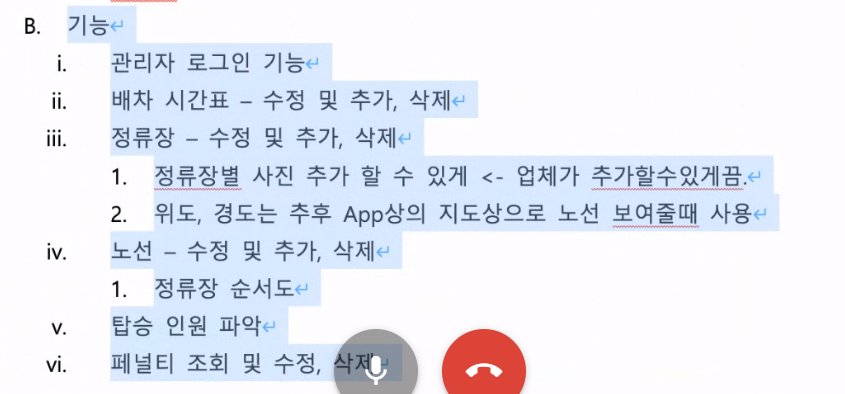 B. 기능
i. 관리자 로그인 기능
ii. 배차 시간표 – 수정 및 추가, 삭제
iii. 정류장 – 수정 및 추가, 삭제
1. 정류장별 사진 추가 할 수 있게 <- 업체가 추가할수있게끔.
2. 위도, 경도는 추후 App상의 지도상으로 노선 보여줄때 사용
iv. 노선 – 수정 및 추가, 삭제
1. 정류장 순서도
v. 탑승 인원 파악
vi. 페널티 조회 및 수정, 삭제